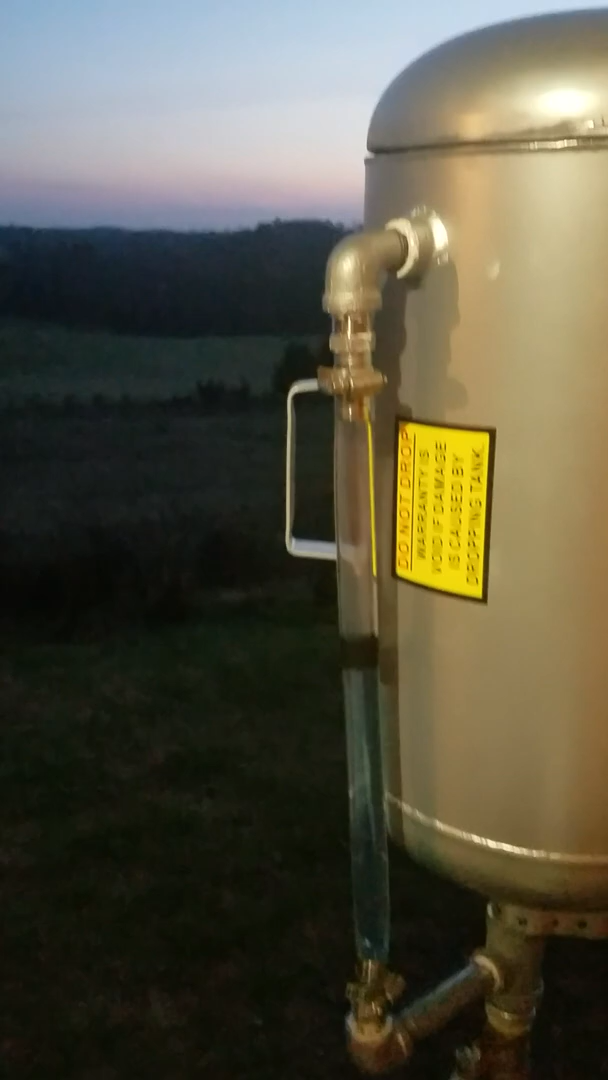 DO NOT DROP
WARRANTY IS
VOID IF DAMAGE
IS CAUSED BY
DROPPING TANK